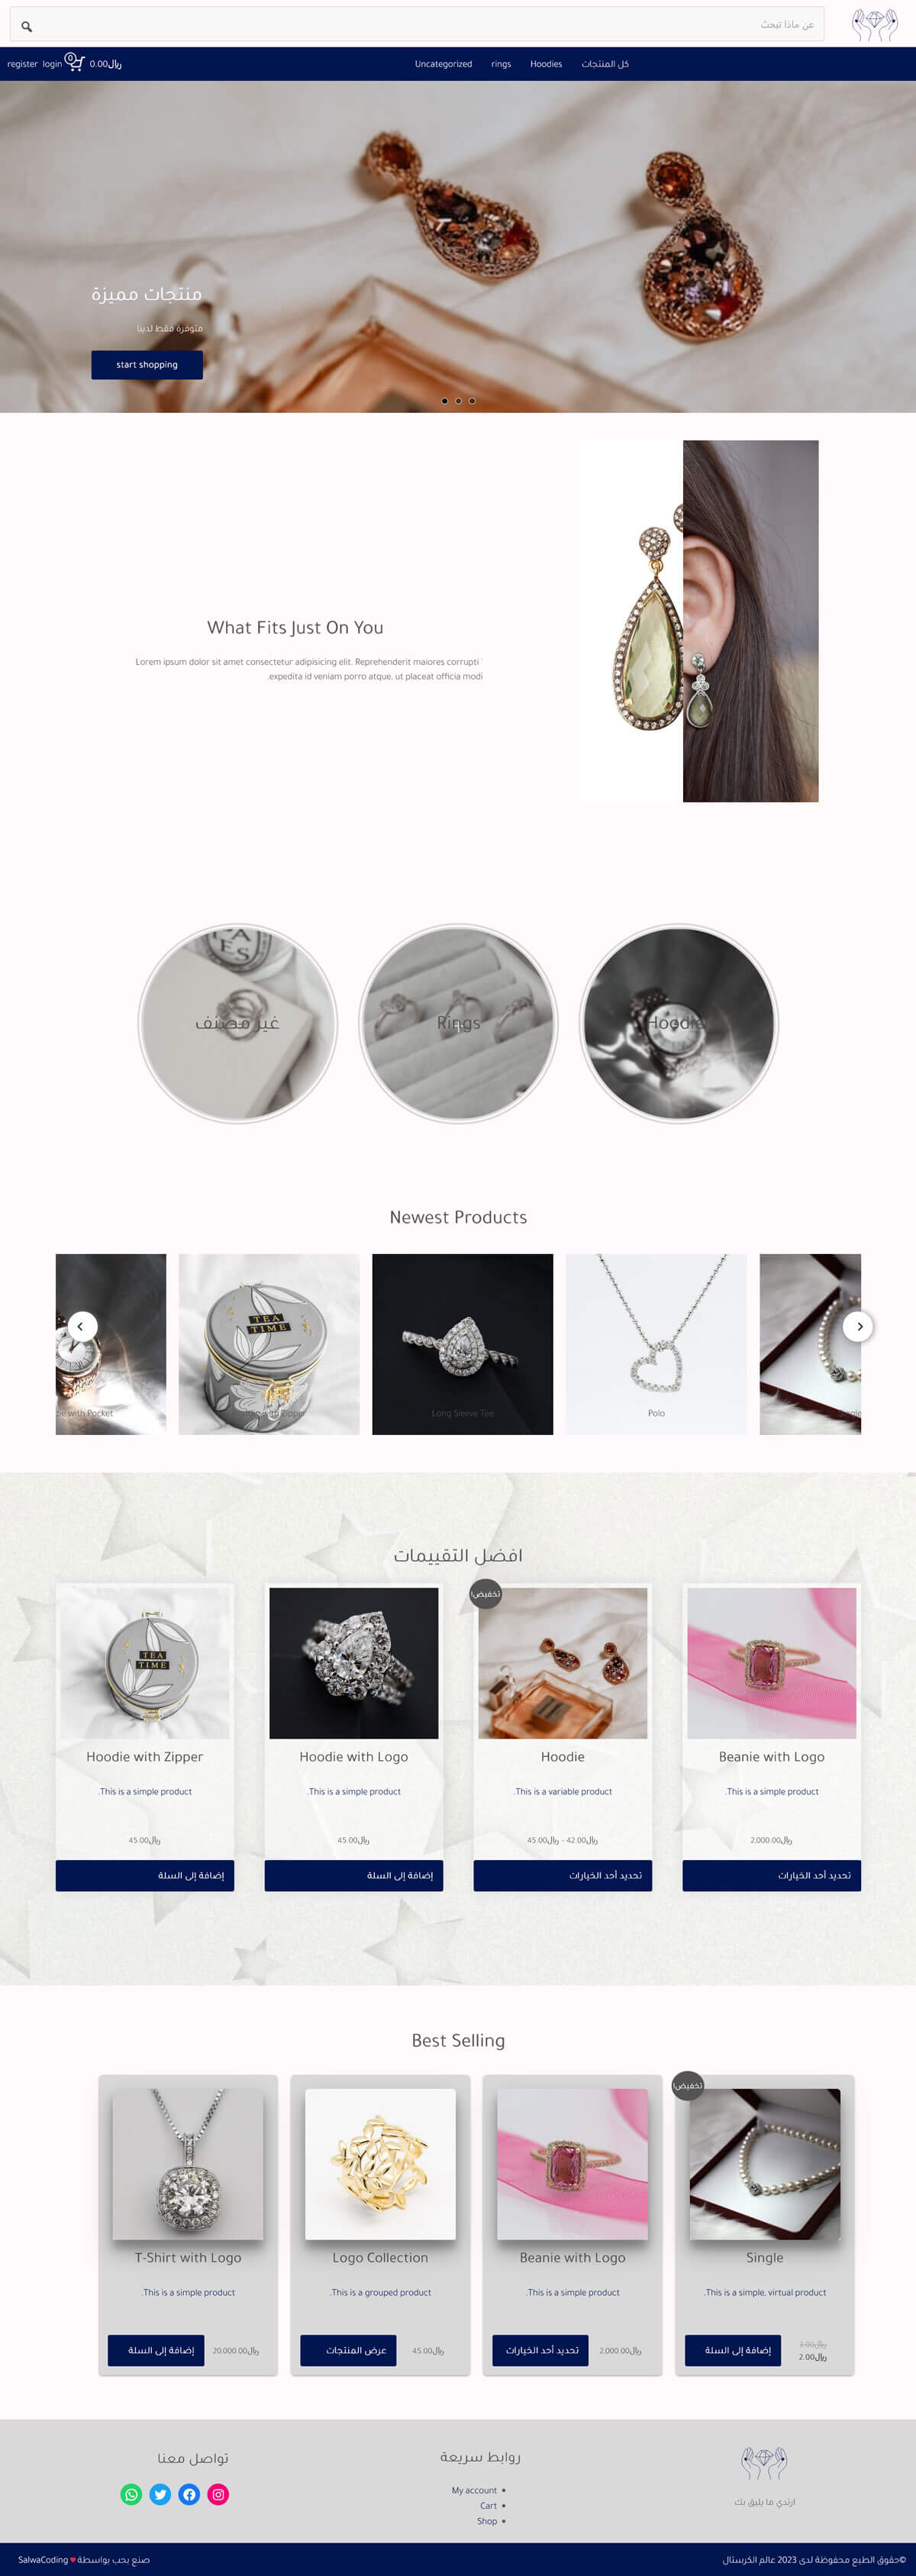 عن ماذا تبحث
كل المنتجات
Hoodies
rings
Uncategorized
0.00ريال
0
login
register
منتجات مميزة
متوفرة فقط لدينا
start shopping
What Fits Just On You
Lorem ipsum dolor sit amet consectetur adipisicing elit. Reprehenderit maiores corrupti
.expedita id veniam porro atque, ut placeat officia modi
Hoodie
Rings
غير مصنف
Newest Products
Polo
Long Sleeve Tee
TEA
TIME
with Pocket
افضل التقييمات
Beanie with Logo
.This is a simple product
2,000.00ريال
تحديد أحد الخيارات
تخفيض!
Hoodie
.This is a variable product
45.00ريال – 42.00ريال
تحديد أحد الخيارات
Hoodie with Logo
.This is a simple product
45.00ريال
إضافة إلى السلة
TEA
TIME
Hoodie with Zipper
.This is a simple product
45.00ريال
إضافة إلى السلة
Best Selling
تخفيض!
Single
.This is a simple, virtual product
3.00ريال
2.00ريال
إضافة إلى السلة
Beanie with Logo
.This is a simple product
2,000.00ريال
تحديد أحد الخيارات
Logo Collection
.This is a grouped product
45.00ريال
عرض المنتجات
T-Shirt with Logo
.This is a simple product
20,000.00ريال
إضافة إلى السلة
ارتدي ما يليق بك
روابط سريعة
My account
Cart
Shop
تواصل معنا
©حقوق الطبع محفوظة لدى 2023 عالم الكرستال
صنع بحب بواسطة ♥ SalwaCoding